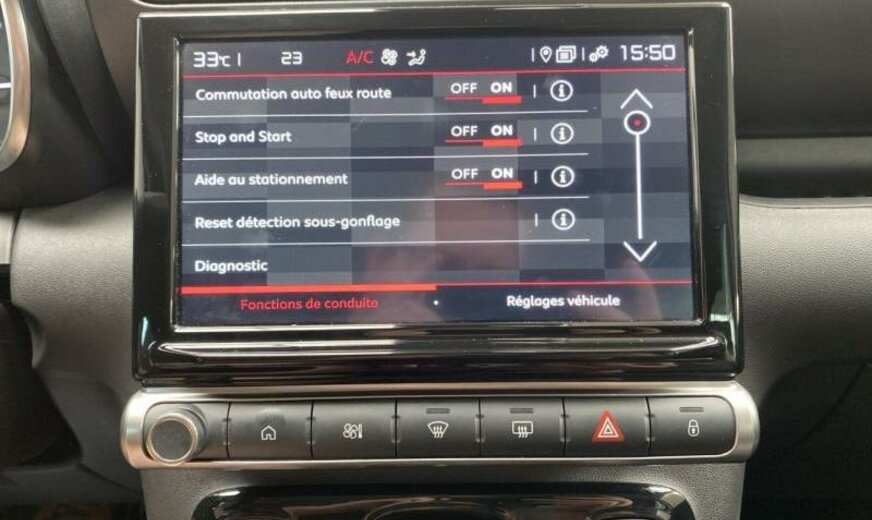 33°C 23 A/C 15:50
Commutation auto feux route OFF ON
Stop and Start OFF ON
Aide au stationnement OFF ON
Reset détection sous-gonflage
Diagnostic
Fonctions de conduite Réglages véhicule